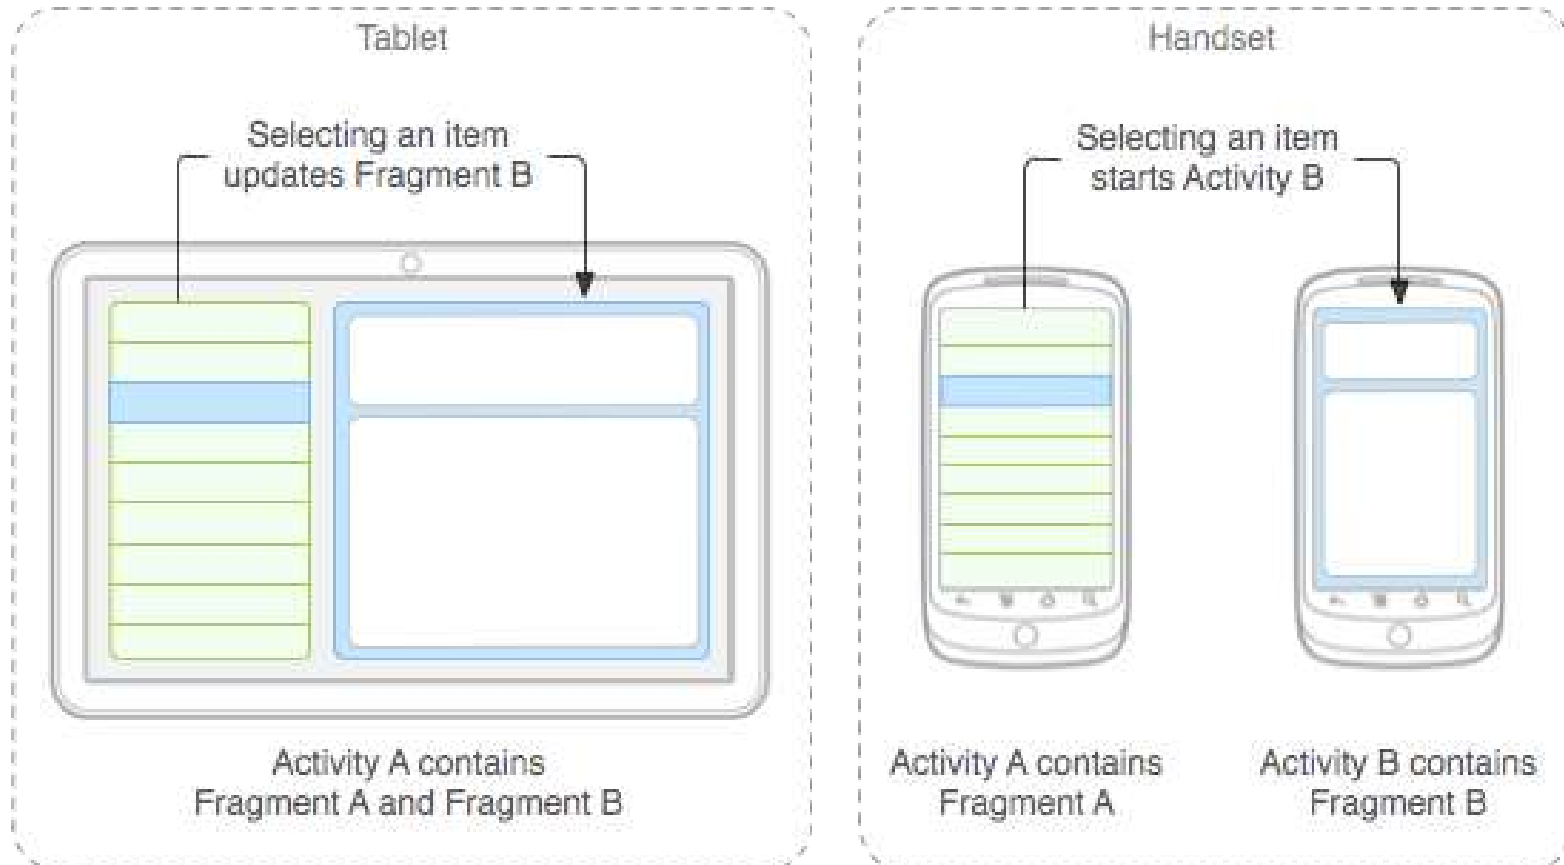 Tablet
Selecting an item
updates Fragment B
Activity A contains
Fragment A and Fragment B
Handset
Selecting an item
starts Activity B
Activity A contains
Fragment A
Activity B contains
Fragment B